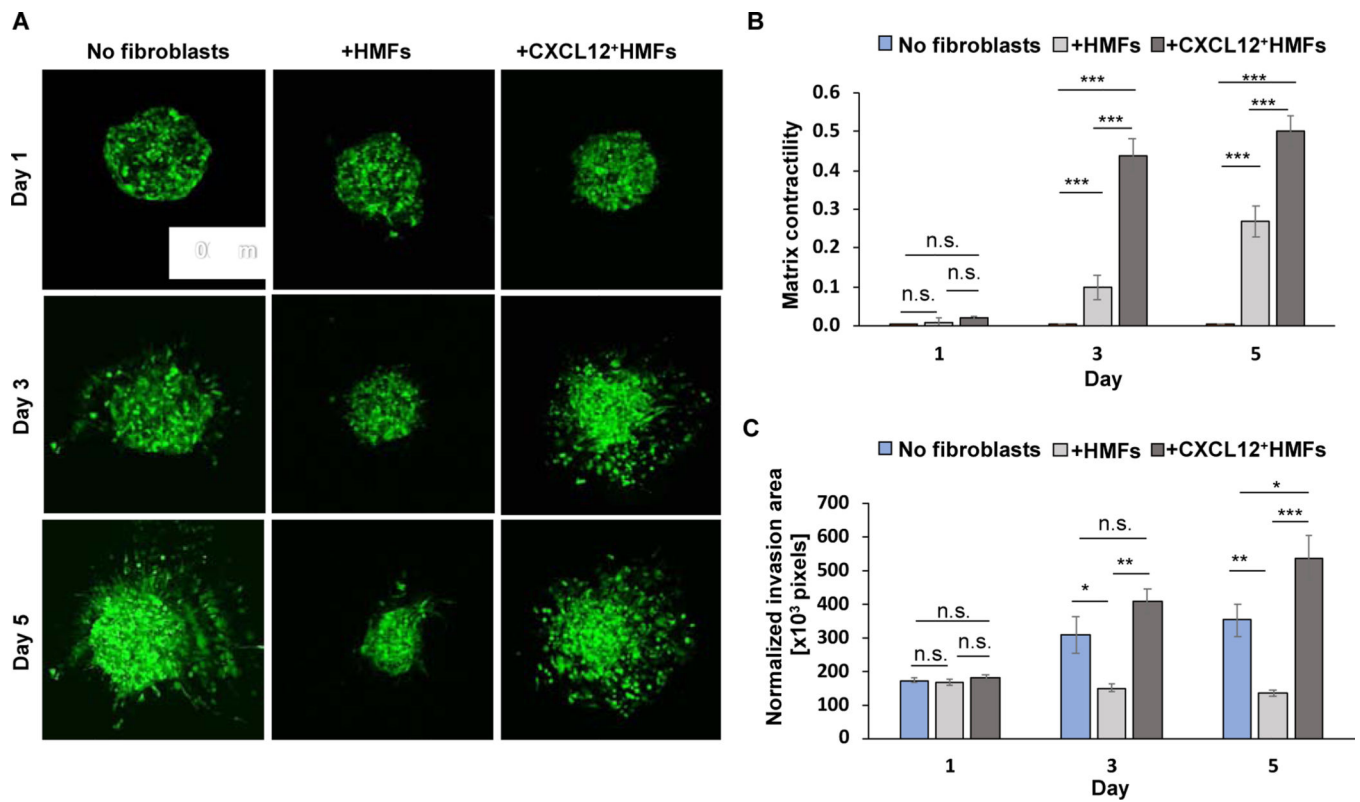 A
No fibroblasts
+HMFs
+CXCL12⁺HMFs
Day 1
Day 3
Day 5
B
No fibroblasts +HMFs +CXCL12⁺HMFs
Matrix contractility
0.6
0.5
0.4
0.3
0.2
0.1
0.0
n.s.
n.s.
n.s.
***
***
***
***
***
***
1 3 5
Day
C
No fibroblasts +HMFs +CXCL12⁺HMFs
Normalized invasion area
[x10³ pixels]
700
600
500
400
300
200
100
0
n.s.
n.s.
n.s.
n.s.
*
**
*
**
***
1 3 5
Day